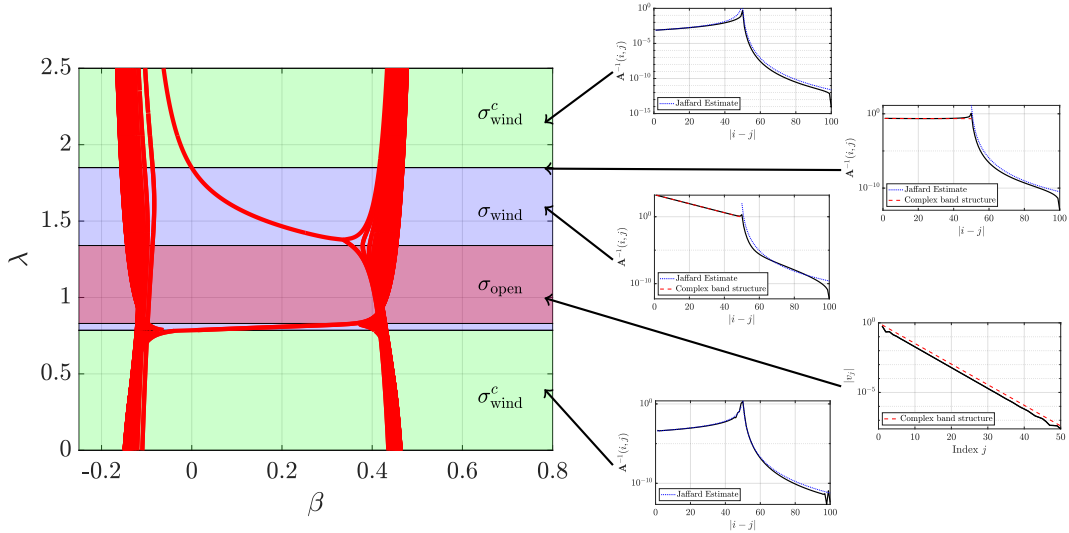 2.5
2
1.5
1
0.5
0
λ
-0.2
0
0.2
0.4
0.6
0.8
β
σ^c_wind
σ_wind
σ_open
σ^c_wind
10^0
10^-5
10^-10
10^-15
A^-1(i,j)
Jaffard Estimate
0
20
40
60
80
100
|i − j|
10^0
10^-10
A^-1(i,j)
Jaffard Estimate
Complex band structure
0
20
40
60
80
100
|i − j|
10^0
10^-10
A^-1(i,j)
Jaffard Estimate
Complex band structure
0
20
40
60
80
100
|i − j|
10^0
10^-5
|v_j|
Complex band structure
0
10
20
30
40
50
Index j
10^0
10^-10
A^-1(i,j)
Jaffard Estimate
0
20
40
60
80
100
|i − j|